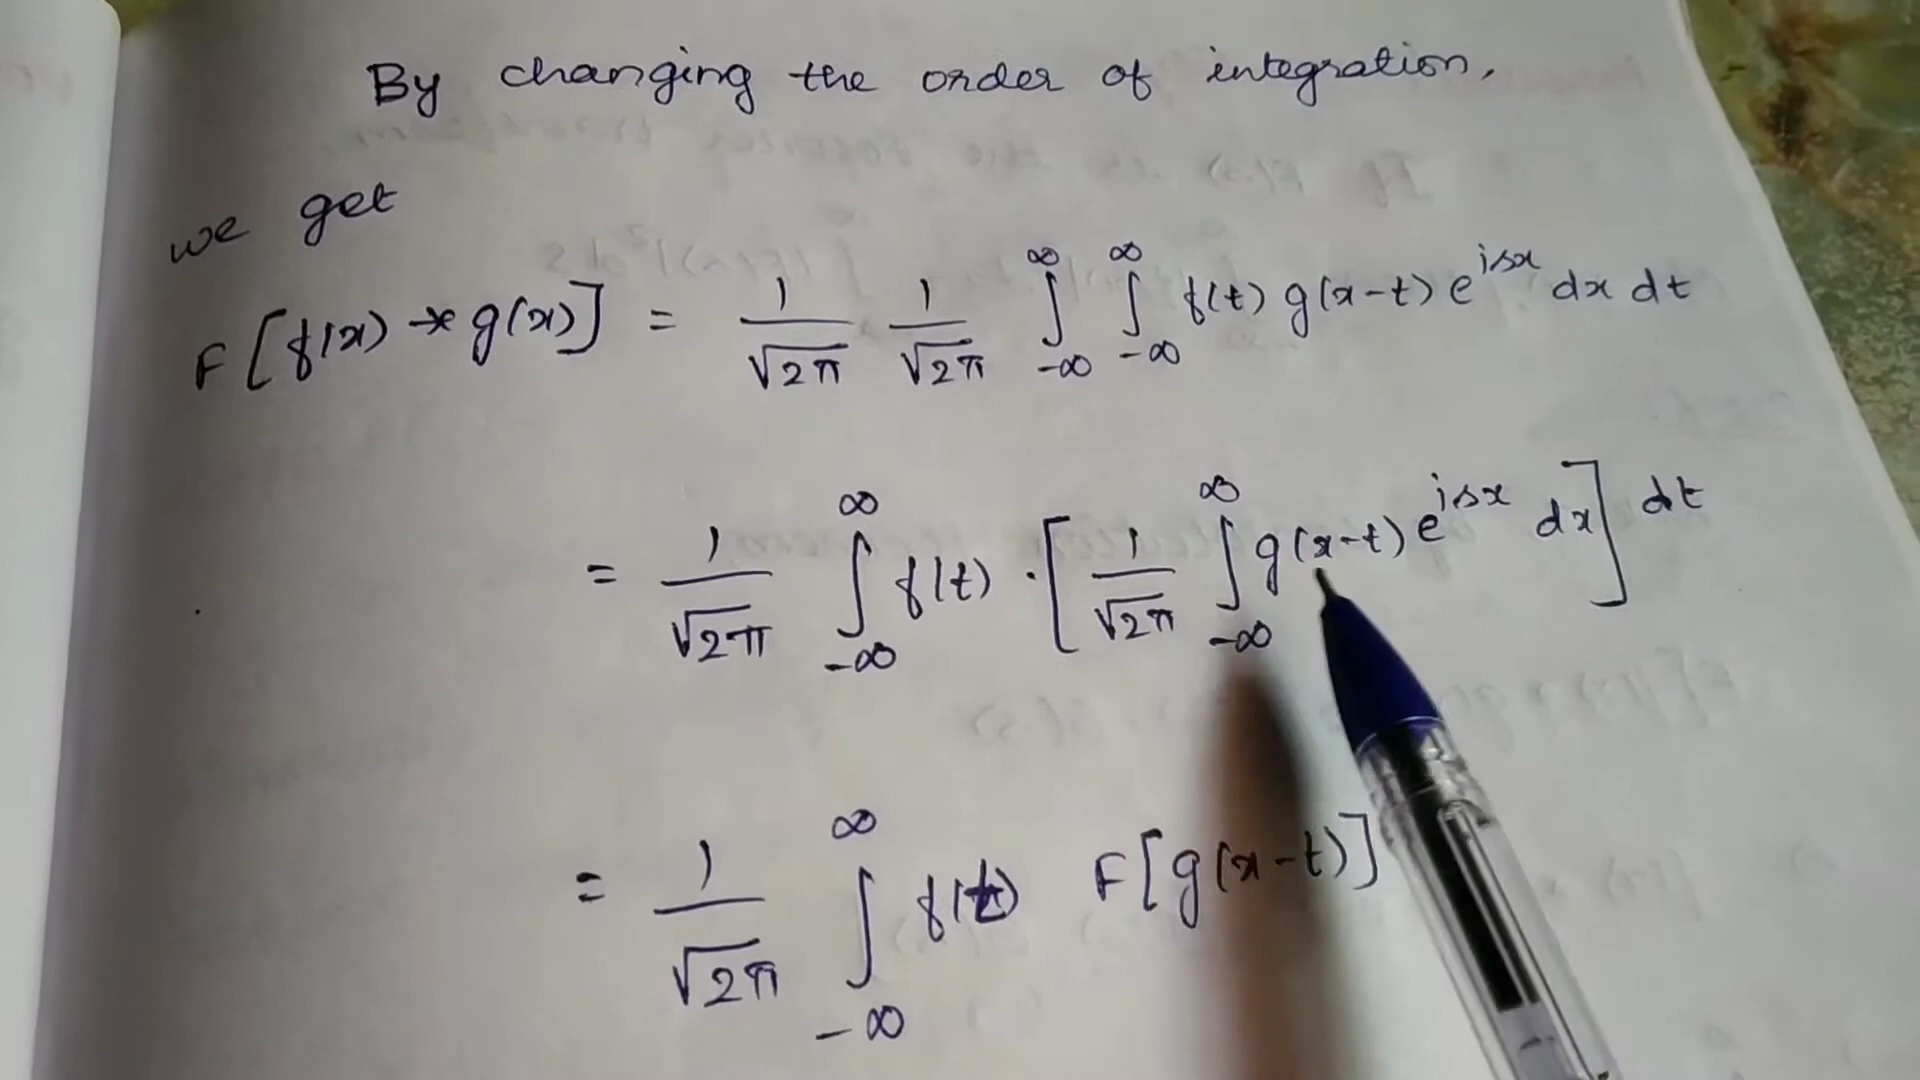 By changing the order of integration,
we get
F[f(x) * g(x)] = 1/√2π 1/√2π ∫_{-∞}^{∞} ∫_{-∞}^{∞} f(t) g(x-t) e^{isx} dx dt
= 1/√2π ∫_{-∞}^{∞} f(t) · [1/√2π ∫_{-∞}^{∞} g(x-t) e^{isx} dx] dt
= 1/√2π ∫_{-∞}^{∞} f(t) F[g(x-t)]